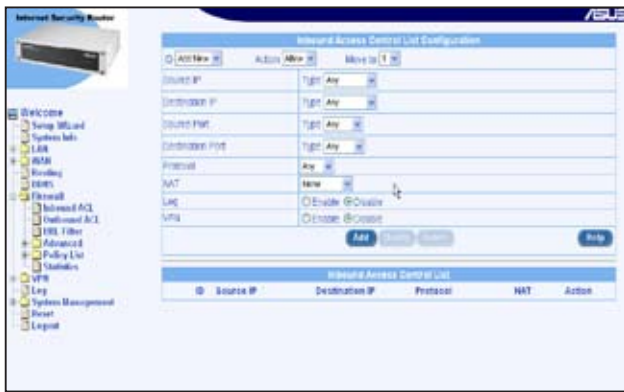 Internet Security Router
ASUS
Inbound Access Control List Configuration
ID Add New Action Allow Move to 1
Source IP Type Any
Destination IP Type Any
Source Port Type Any
Destination Port Type Any
Protocol Any
NAT None
Log Enable Disable
VPN Enable Disable
Add Modify Delete Help
Inbound Access Control List
ID Source IP Destination IP Protocol NAT Action
Welcome
Setup Wizard
System Info
LAN
WAN
Routing
DDNS
Firewall
Inbound ACL
Outbound ACL
URL Filter
Advanced
Policy List
Statistics
VPN
Log
System Management
Reset
Logout